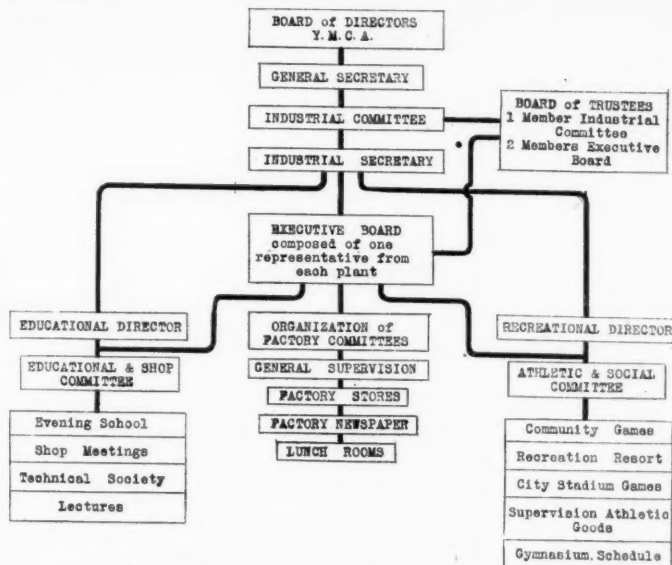 BOARD of DIRECTORS
Y. M. C. A.
GENERAL SECRETARY
INDUSTRIAL COMMITTEE
BOARD of TRUSTEES
1 Member Industrial
Committee
2 Members Executive
Board
INDUSTRIAL SECRETARY
EXECUTIVE BOARD
composed of one
representative from
each plant
EDUCATIONAL DIRECTOR
EDUCATIONAL & SHOP
COMMITTEE
Evening School
Shop Meetings
Technical Society
Lectures
ORGANIZATION of
FACTORY COMMITTEES
GENERAL SUPERVISION
FACTORY STORES
FACTORY NEWSPAPER
LUNCH ROOMS
RECREATIONAL DIRECTOR
ATHLETIC & SOCIAL
COMMITTEE
Community Games
Recreation Resort
City Stadium Games
Supervision Athletic
Goods
Gymnasium Schedule